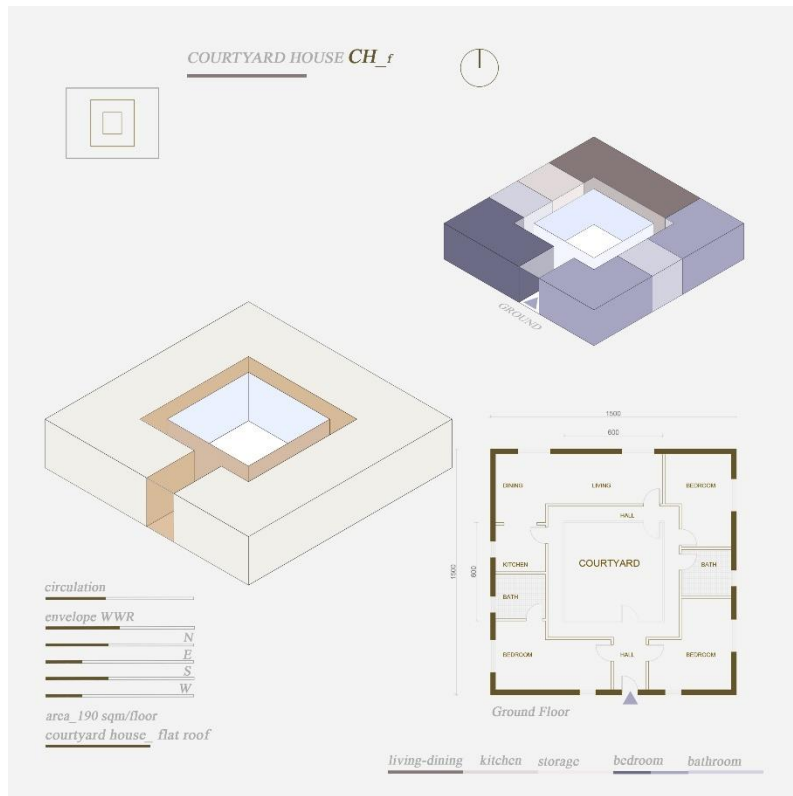 COURTYARD HOUSE CH_f
GROUND
1500
600
DINING
LIVING
BEDROOM
HALL
1500
600
COURTYARD
KITCHEN
BATH
BATH
BEDROOM
HALL
BEDROOM
Ground Floor
circulation
envelope WWR
N
E
S
W
area_190 sqm/floor
courtyard house_ flat roof
living-dining kitchen storage bedroom bathroom